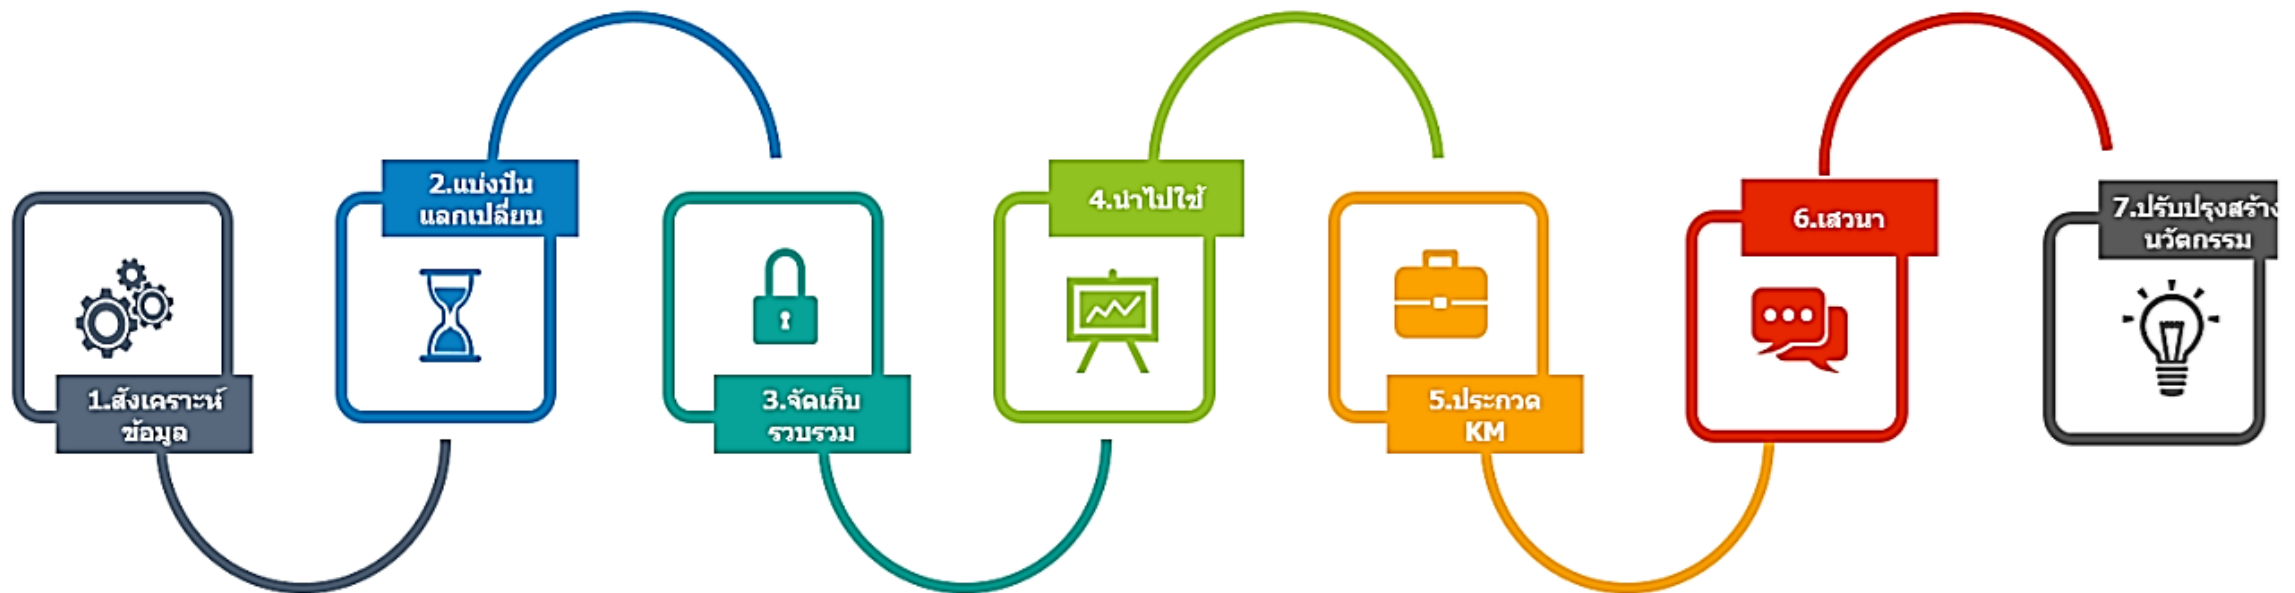 1.สังเคราะห์
ข้อมูล
2.แบ่งปัน
แลกเปลี่ยน
3.จัดเก็บ
รวบรวม
4.นำไปใช้
5.ประกวด
KM
6.เสวนา
7.ปรับปรุงสร้าง
นวัตกรรม